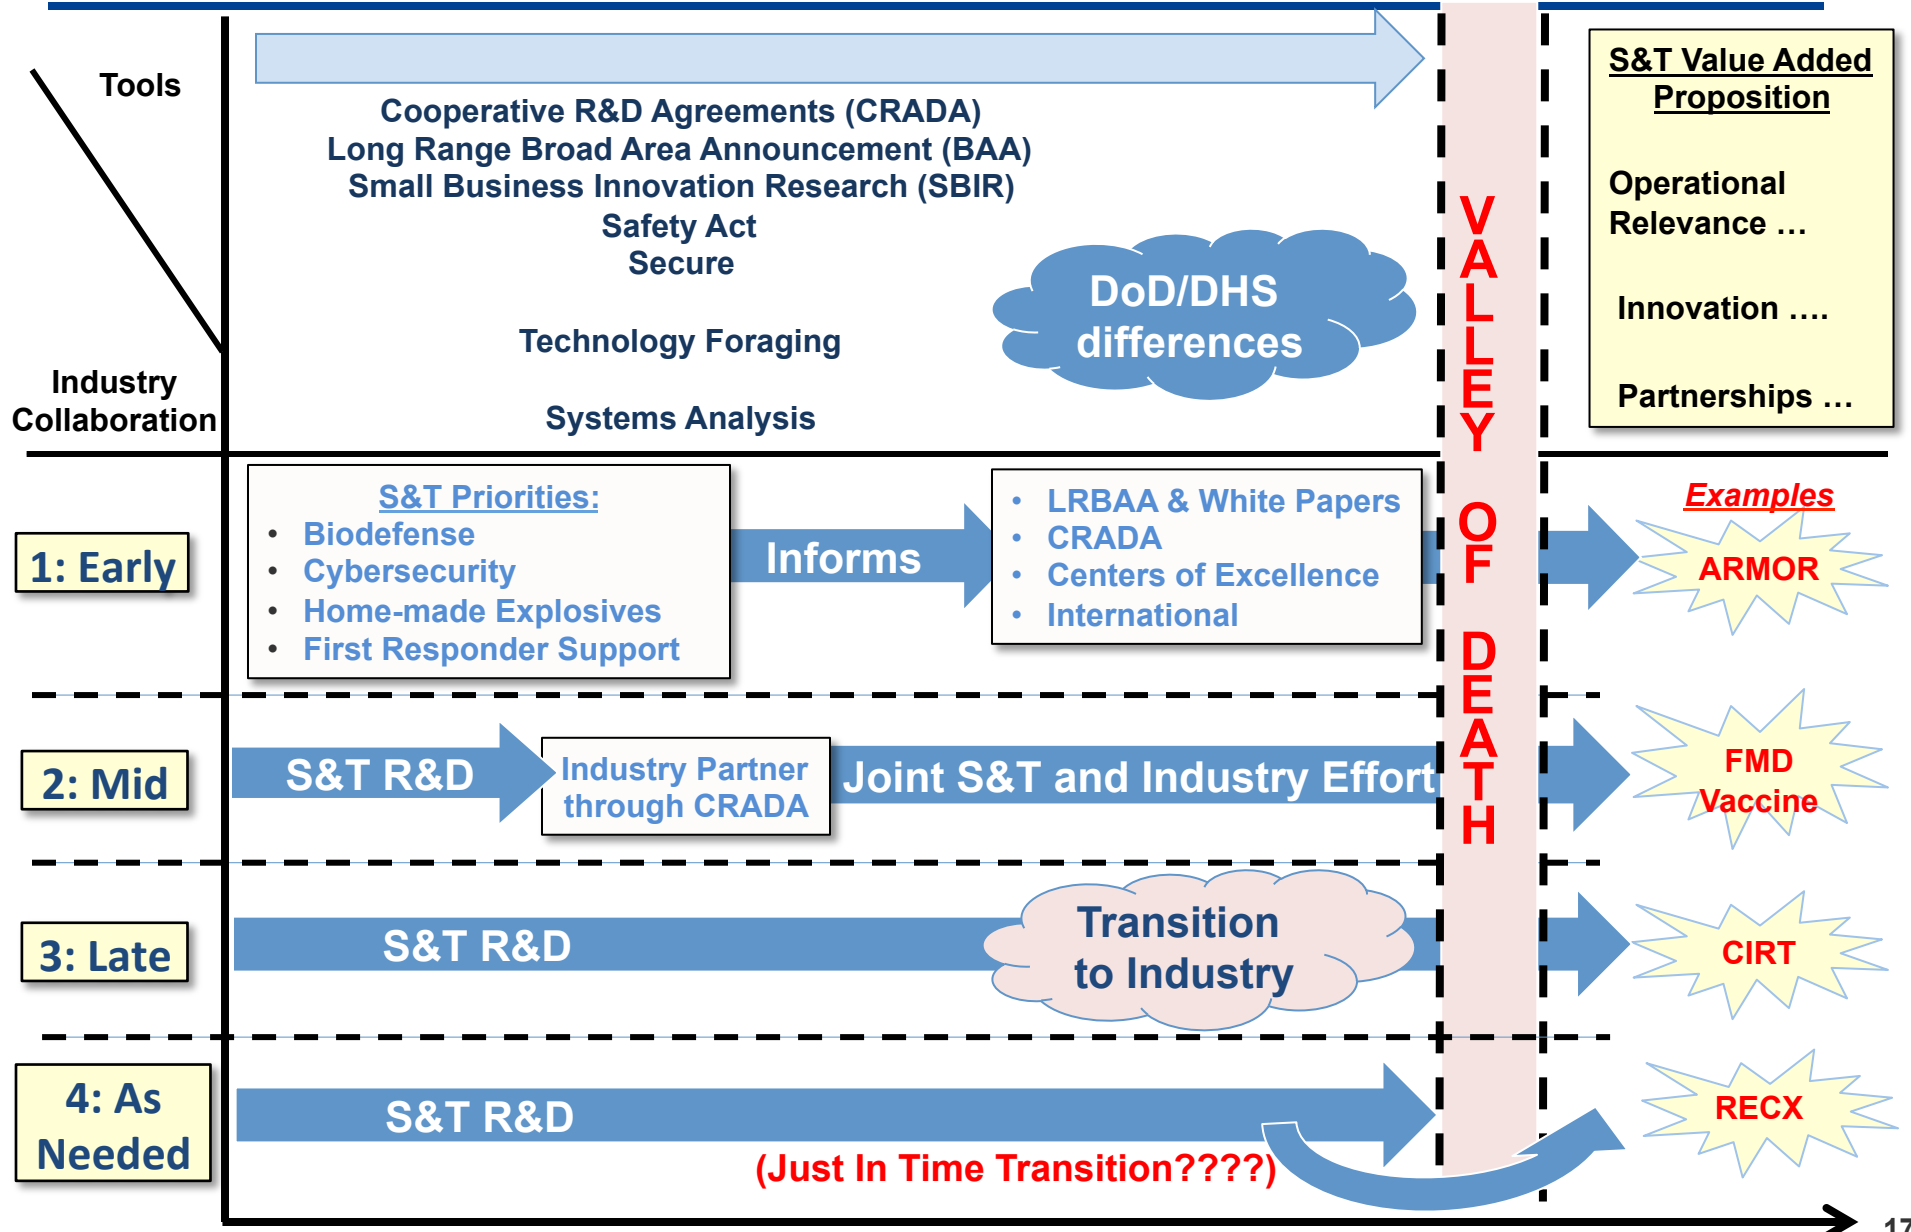 Tools
Industry
Collaboration
Cooperative R&D Agreements (CRADA)
Long Range Broad Area Announcement (BAA)
Small Business Innovation Research (SBIR)
Safety Act
Secure
Technology Foraging
Systems Analysis
DoD/DHS
differences
VALLEY OF DEATH
S&T Value Added
Proposition
Operational
Relevance …
Innovation ….
Partnerships …
1: Early
S&T Priorities:
• Biodefense
• Cybersecurity
• Home-made Explosives
• First Responder Support
Informs
• LRBAA & White Papers
• CRADA
• Centers of Excellence
• International
Examples
ARMOR
2: Mid
S&T R&D
Industry Partner
through CRADA
Joint S&T and Industry Effort
FMD
Vaccine
3: Late
S&T R&D
Transition
to Industry
CIRT
4: As
Needed
S&T R&D
(Just In Time Transition????)
RECX
17